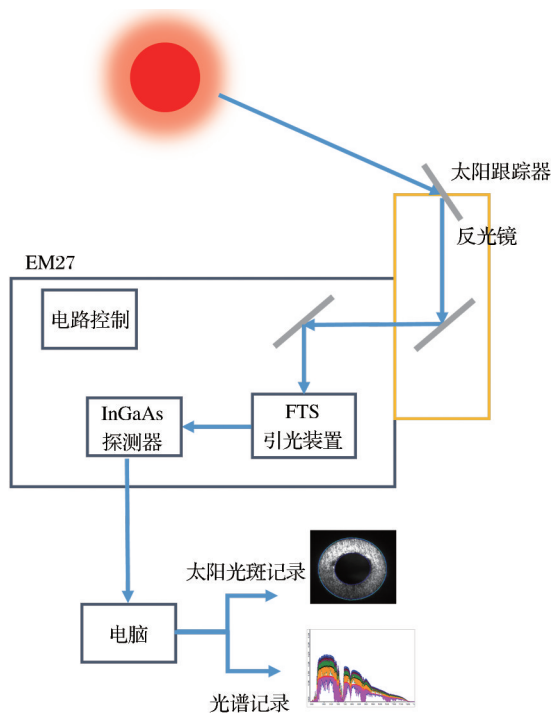 太阳跟踪器
反光镜
EM27
电路控制
InGaAs
探测器
FTS
引光装置
太阳光斑记录
电脑
光谱记录